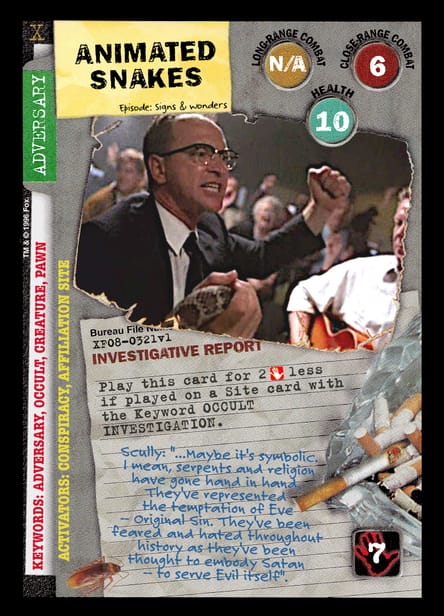 X
ANIMATED
SNAKES
Episode: Signs & Wonders
LONG-RANGE COMBAT
N/A
CLOSE-RANGE COMBAT
6
HEALTH
10
ADVERSARY
TM & © 1996 Fox.
KEYWORDS: ADVERSARY, OCCULT, CREATURE, PAWN
ACTIVATORS: CONSPIRACY, AFFILIATION SITE
Bureau File
XF08-0321v1
INVESTIGATIVE REPORT
Play this card for 2 less
if played on a Site card with
the Keyword OCCULT
INVESTIGATION.
Scully: "...Maybe it's symbolic.
I mean, serpents and religion
have gone hand in hand.
They've represented
the temptation of Eve
Original Sin. They've been
feared and hated throughout
history as they've been
thought to embody Satan
– to serve Evil itself".
7